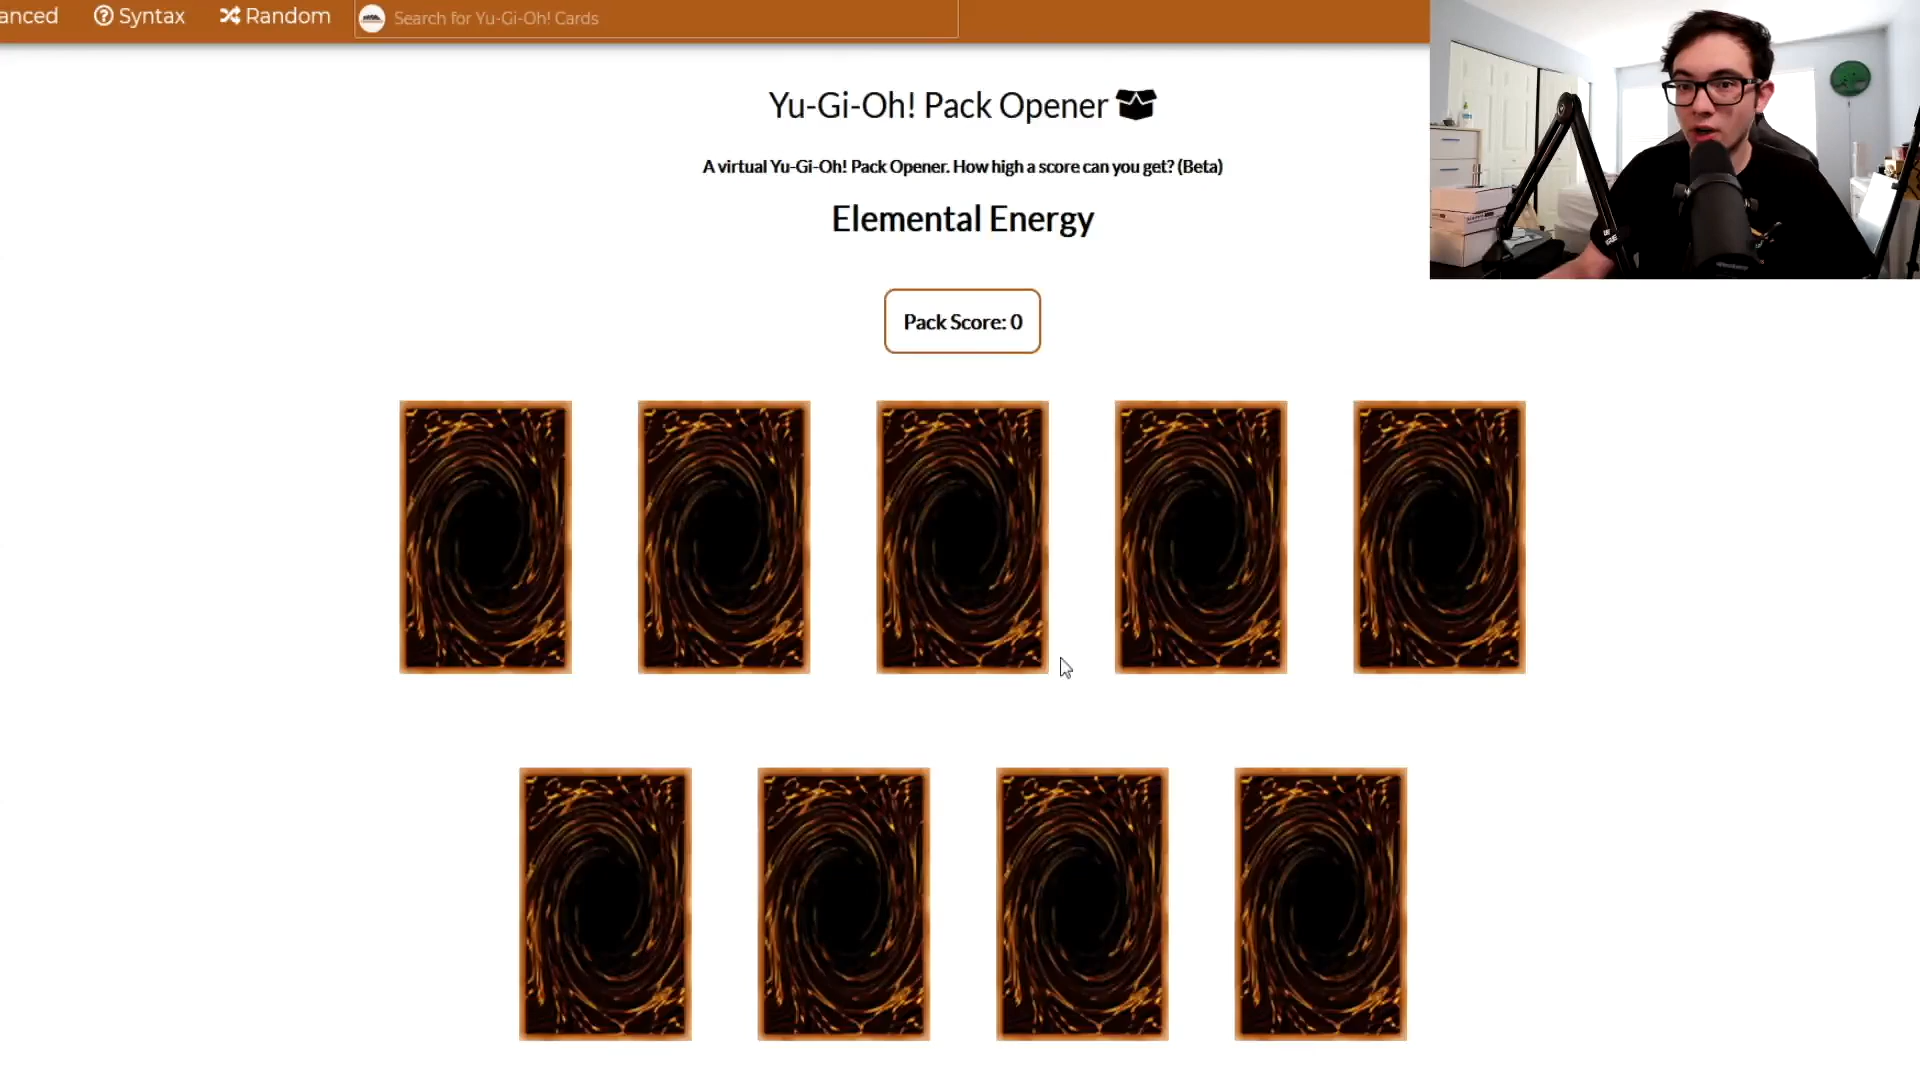 anced Syntax Random Search for Yu-Gi-Oh! Cards
Yu-Gi-Oh! Pack Opener
A virtual Yu-Gi-Oh! Pack Opener. How high a score can you get? (Beta)
Elemental Energy
Pack Score: 0